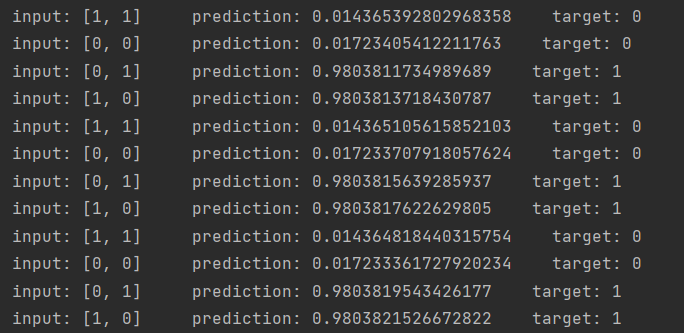 input: [1, 1]     prediction: 0.014365392802968358    target: 0
input: [0, 0]     prediction: 0.01723405412211763    target: 0
input: [0, 1]     prediction: 0.9803811734989689    target: 1
input: [1, 0]     prediction: 0.9803813718430787    target: 1
input: [1, 1]     prediction: 0.014365105615852103    target: 0
input: [0, 0]     prediction: 0.017233707918057624    target: 0
input: [0, 1]     prediction: 0.9803815639285937    target: 1
input: [1, 0]     prediction: 0.9803817622629805    target: 1
input: [1, 1]     prediction: 0.014364818440315754    target: 0
input: [0, 0]     prediction: 0.017233361727920234    target: 0
input: [0, 1]     prediction: 0.9803819543426177    target: 1
input: [1, 0]     prediction: 0.9803821526672822    target: 1